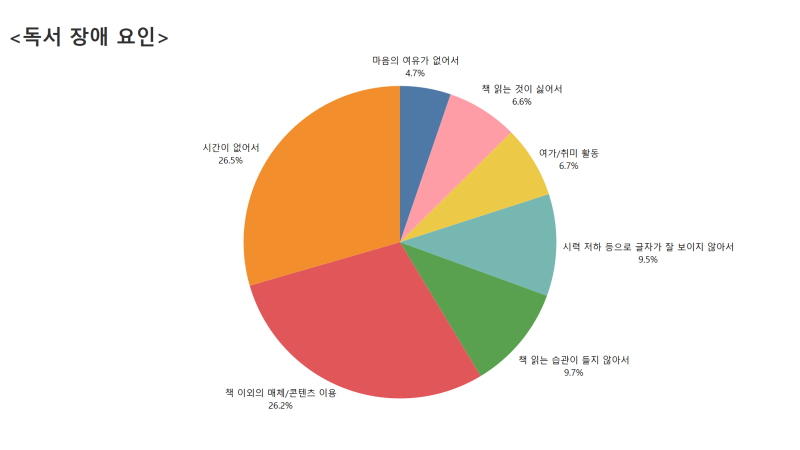 <독서 장애 요인>
마음의 여유가 없어서
4.7%
책 읽는 것이 싫어서
6.6%
여가/취미 활동
6.7%
시력 저하 등으로 글자가 잘 보이지 않아서
9.5%
책 읽는 습관이 들지 않아서
9.7%
책 이외의 매체/콘텐츠 이용
26.2%
시간이 없어서
26.5%